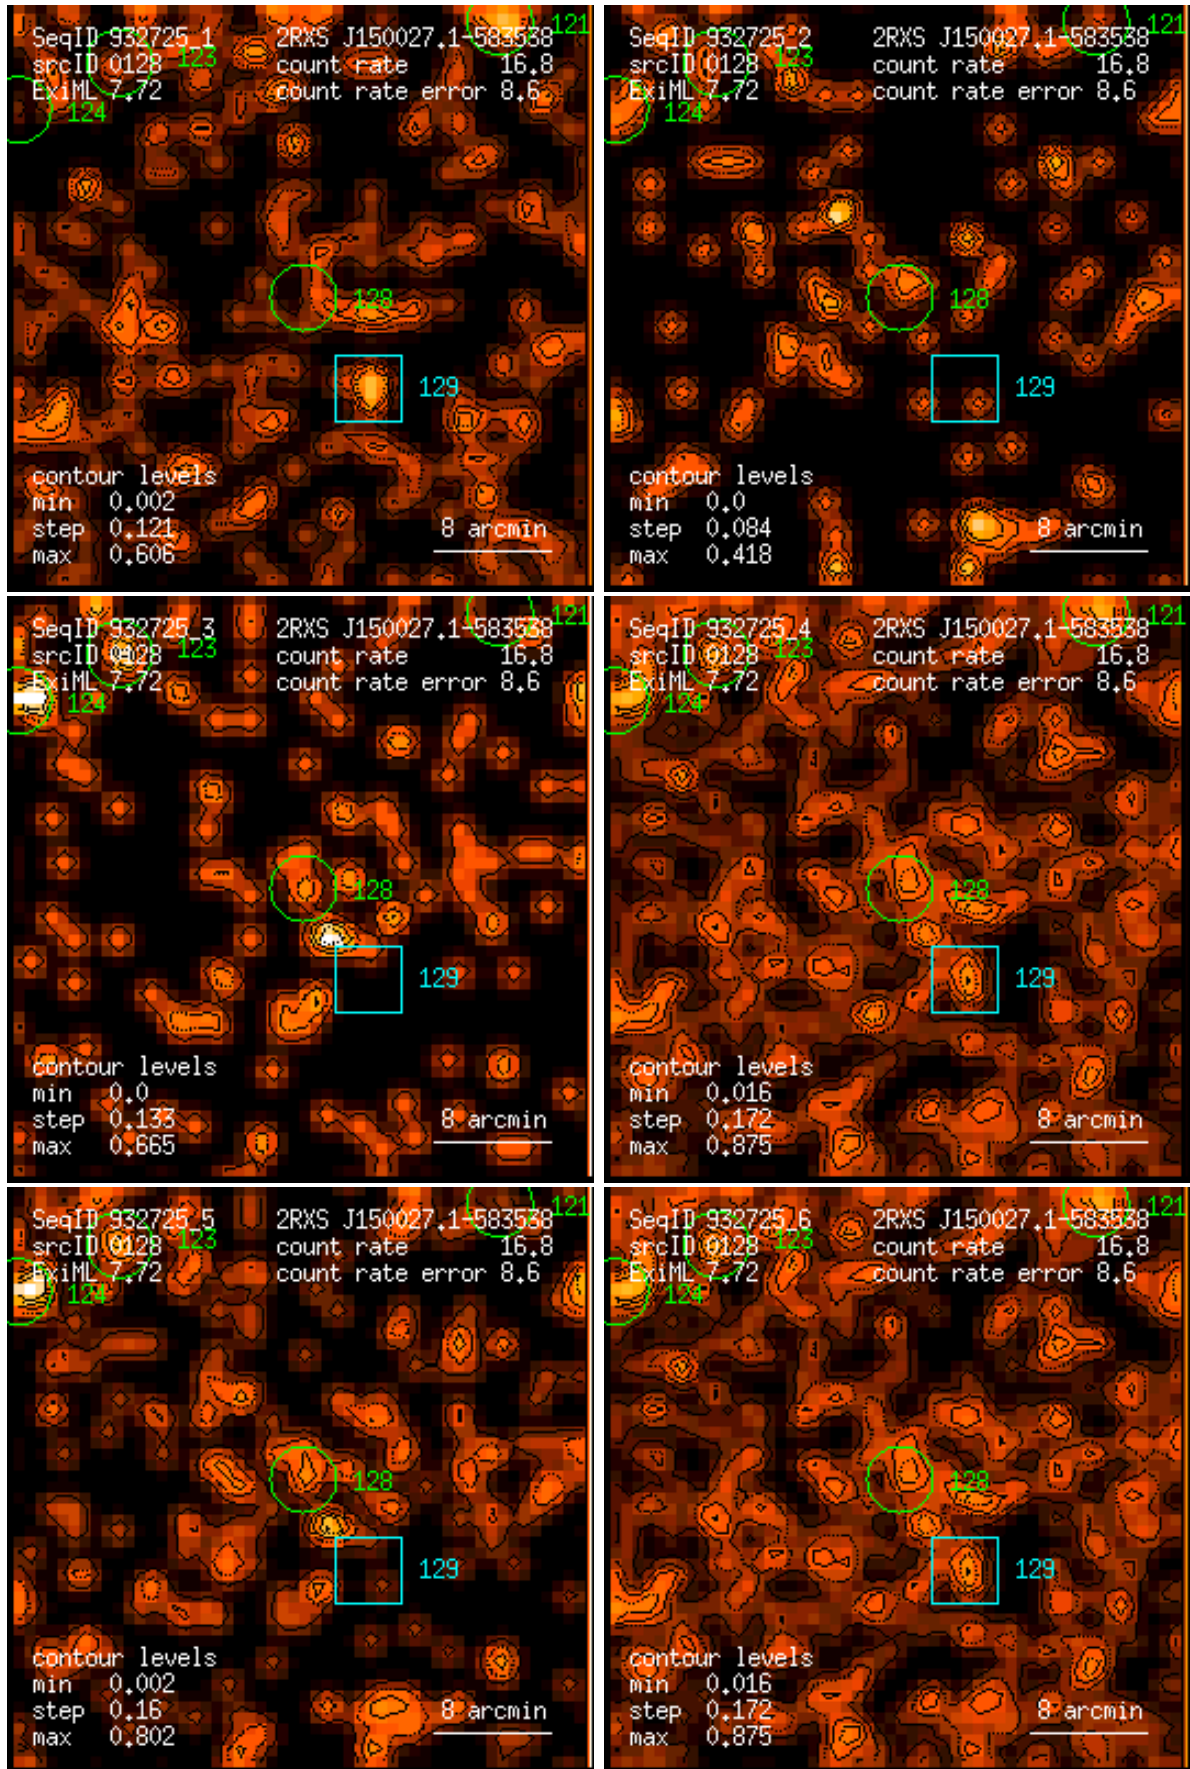 SeqID 932725_1 2RXS J150027.1-583538 121
srcID 0128 123 count rate 16.8
ExiML 7.72 count rate error 8.6
124
128
129
contour levels
min 0.002
step 0.121 8 arcmin
max 0.606
SeqID 932725_2 2RXS J150027.1-583538 121
srcID 0128 123 count rate 16.8
ExiML 7.72 count rate error 8.6
124
128
129
contour levels
min 0.0
step 0.084 8 arcmin
max 0.418
SeqID 932725_3 2RXS J150027.1-583538 121
srcID 0128 123 count rate 16.8
ExiML 7.72 count rate error 8.6
124
128
129
contour levels
min 0.0
step 0.133 8 arcmin
max 0.665
SeqID 932725_4 2RXS J150027.1-583538 121
srcID 0128 123 count rate 16.8
ExiML 7.72 count rate error 8.6
124
128
129
contour levels
min 0.016
step 0.172 8 arcmin
max 0.875
SeqID 932725_5 2RXS J150027.1-583538 121
srcID 0128 123 count rate 16.8
ExiML 7.72 count rate error 8.6
124
128
129
contour levels
min 0.002
step 0.16 8 arcmin
max 0.802
SeqID 932725_6 2RXS J150027.1-583538 121
srcID 0128 123 count rate 16.8
ExiML 7.72 count rate error 8.6
124
128
129
contour levels
min 0.016
step 0.172 8 arcmin
max 0.875